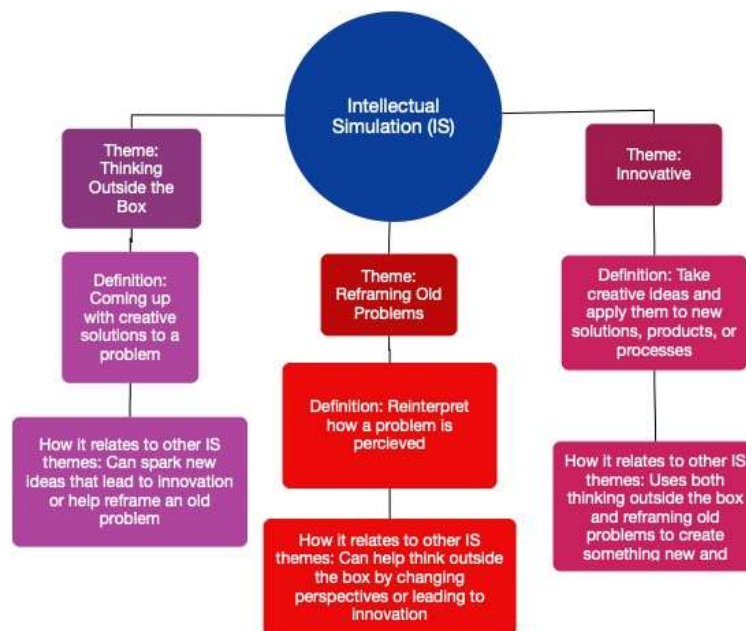 Intellectual
Simulation (IS)
Theme:
Thinking
Outside the
Box
Definition:
Coming up
with creative
solutions to a
problem
How it relates to other IS
themes: Can spark new
ideas that lead to innovation
or help reframe an old
problem
Theme:
Reframing Old
Problems
Definition: Reinterpret
how a problem is
percieved
How it relates to other IS
themes: Can help think outside
the box by changing
perspectives or leading to
innovation
Theme:
Innovative
Definition: Take
creative ideas and
apply them to new
solutions, products, or
processes
How it relates to other IS
themes: Uses both
thinking outside the box
and reframing old
problems to create
something new and